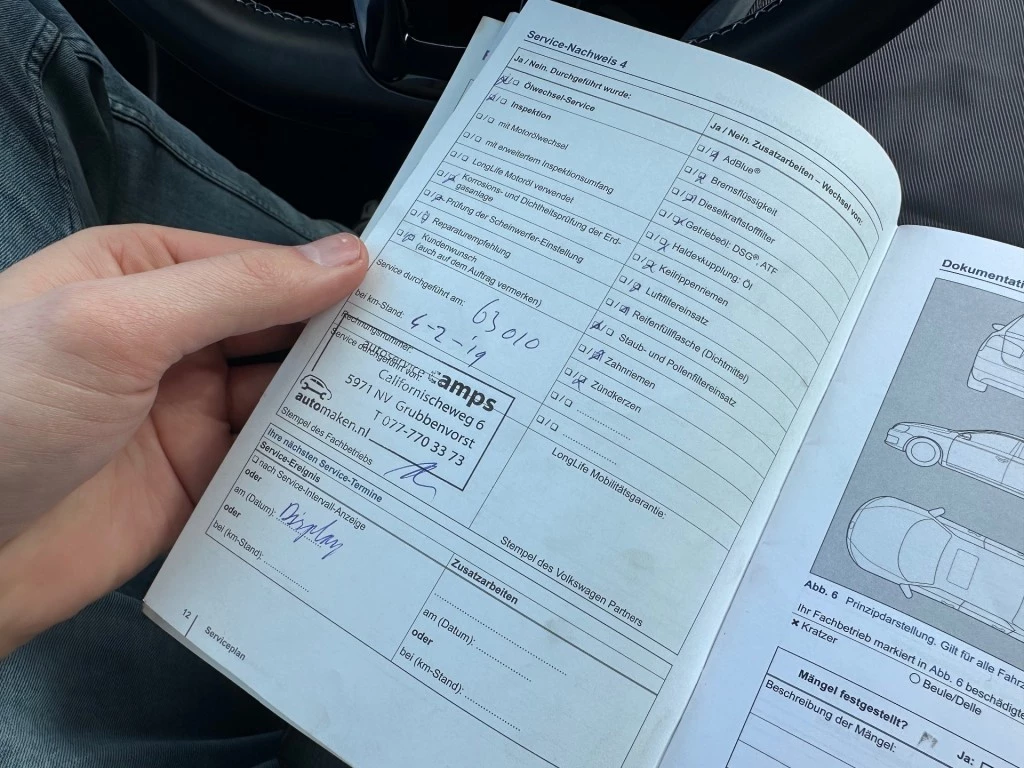 Service-Nachweis 4
Ja / Nein. Durchgeführt wurde:
Ölwechsel-Service
Inspektion
mit Motorölwechsel
mit erweitertem Inspektionsumfang
LongLife Motoröl verwendet
Korrosions- und Dichtheitsprüfung der Erd-
gasanlage
Prüfung der Scheinwerfer-Einstellung
Reparaturempfehlung
Kundenwunsch
(auch auf dem Auftrag vermerken)
Service durchgeführt am: 63010
bei km-Stand: 4-2-'19
Rechnungsnummer:
Service durchgeführt von:
autoservice camps
Californischeweg 6
5971 NV Grubbenvorst
T 077-770 33 73
automaken.nl
Stempel des Fachbetriebs
Ja / Nein. Zusatzarbeiten – Wechsel von:
AdBlue®
Bremsflüssigkeit
Dieselkraftstofffilter
Getriebeöl: DSG®, ATF
Haldexkupplung: Öl
Keilrippenriemen
Luftfiltereinsatz
Reifenfüllflasche (Dichtmittel)
Staub- und Pollenfiltereinsatz
Zahnriemen
Zündkerzen
LongLife Mobilitätsgarantie:
Stempel des Volkswagen Partners
Ihre nächsten Service-Termine
Service-Ereignis
nach Service-Intervall-Anzeige
oder
am (Datum): Display
oder
bei (km-Stand):
Zusatzarbeiten
am (Datum):
oder
bei (km-Stand):
12 Serviceplan
Abb. 6 Prinzipdarstellung. Gilt für alle
Ihr Fachbetrieb markiert in Abb. 6
Kratzer
Beule/Delle
Mängel festgestellt?
Ja:
Beschreibung der Mängel: